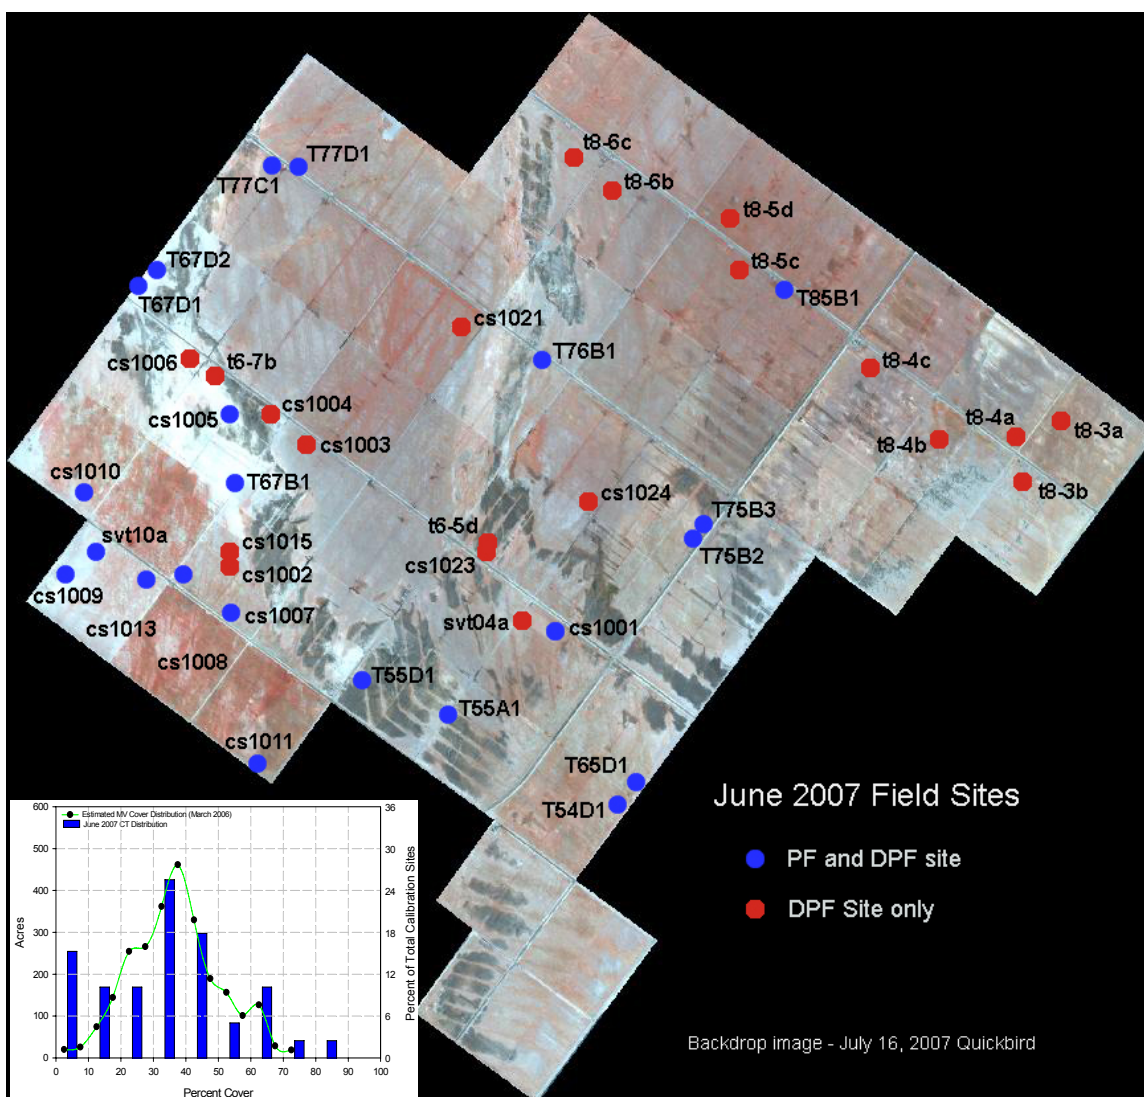 t8-6c
T77D1
T77C1
t8-6b
t8-5d
T67D2
t8-5c
T67D1
T85B1
cs1021
cs1006
t6-7b
T76B1
t8-4c
cs1005
cs1004
t8-4a
t8-3a
cs1003
t8-4b
cs1010
T67B1
cs1024
t8-3b
svt10a
t6-5d
T75B3
cs1015
T75B2
cs1023
cs1002
cs1009
cs1007
svt04a
cs1001
cs1013
cs1008
T55D1
T55A1
cs1011
T65D1
T54D1
June 2007 Field Sites
PF and DPF site
DPF Site only
Backdrop image - July 16, 2007 Quickbird
Estimated MV Cover Distribution (March 2006)
June 2007 CT Distribution
600
500
400
300
200
100
0
Acres
36
30
24
18
12
6
0
Percent of Total Calibration Sites
0 10 20 30 40 50 60 70 80 90 100
Percent Cover